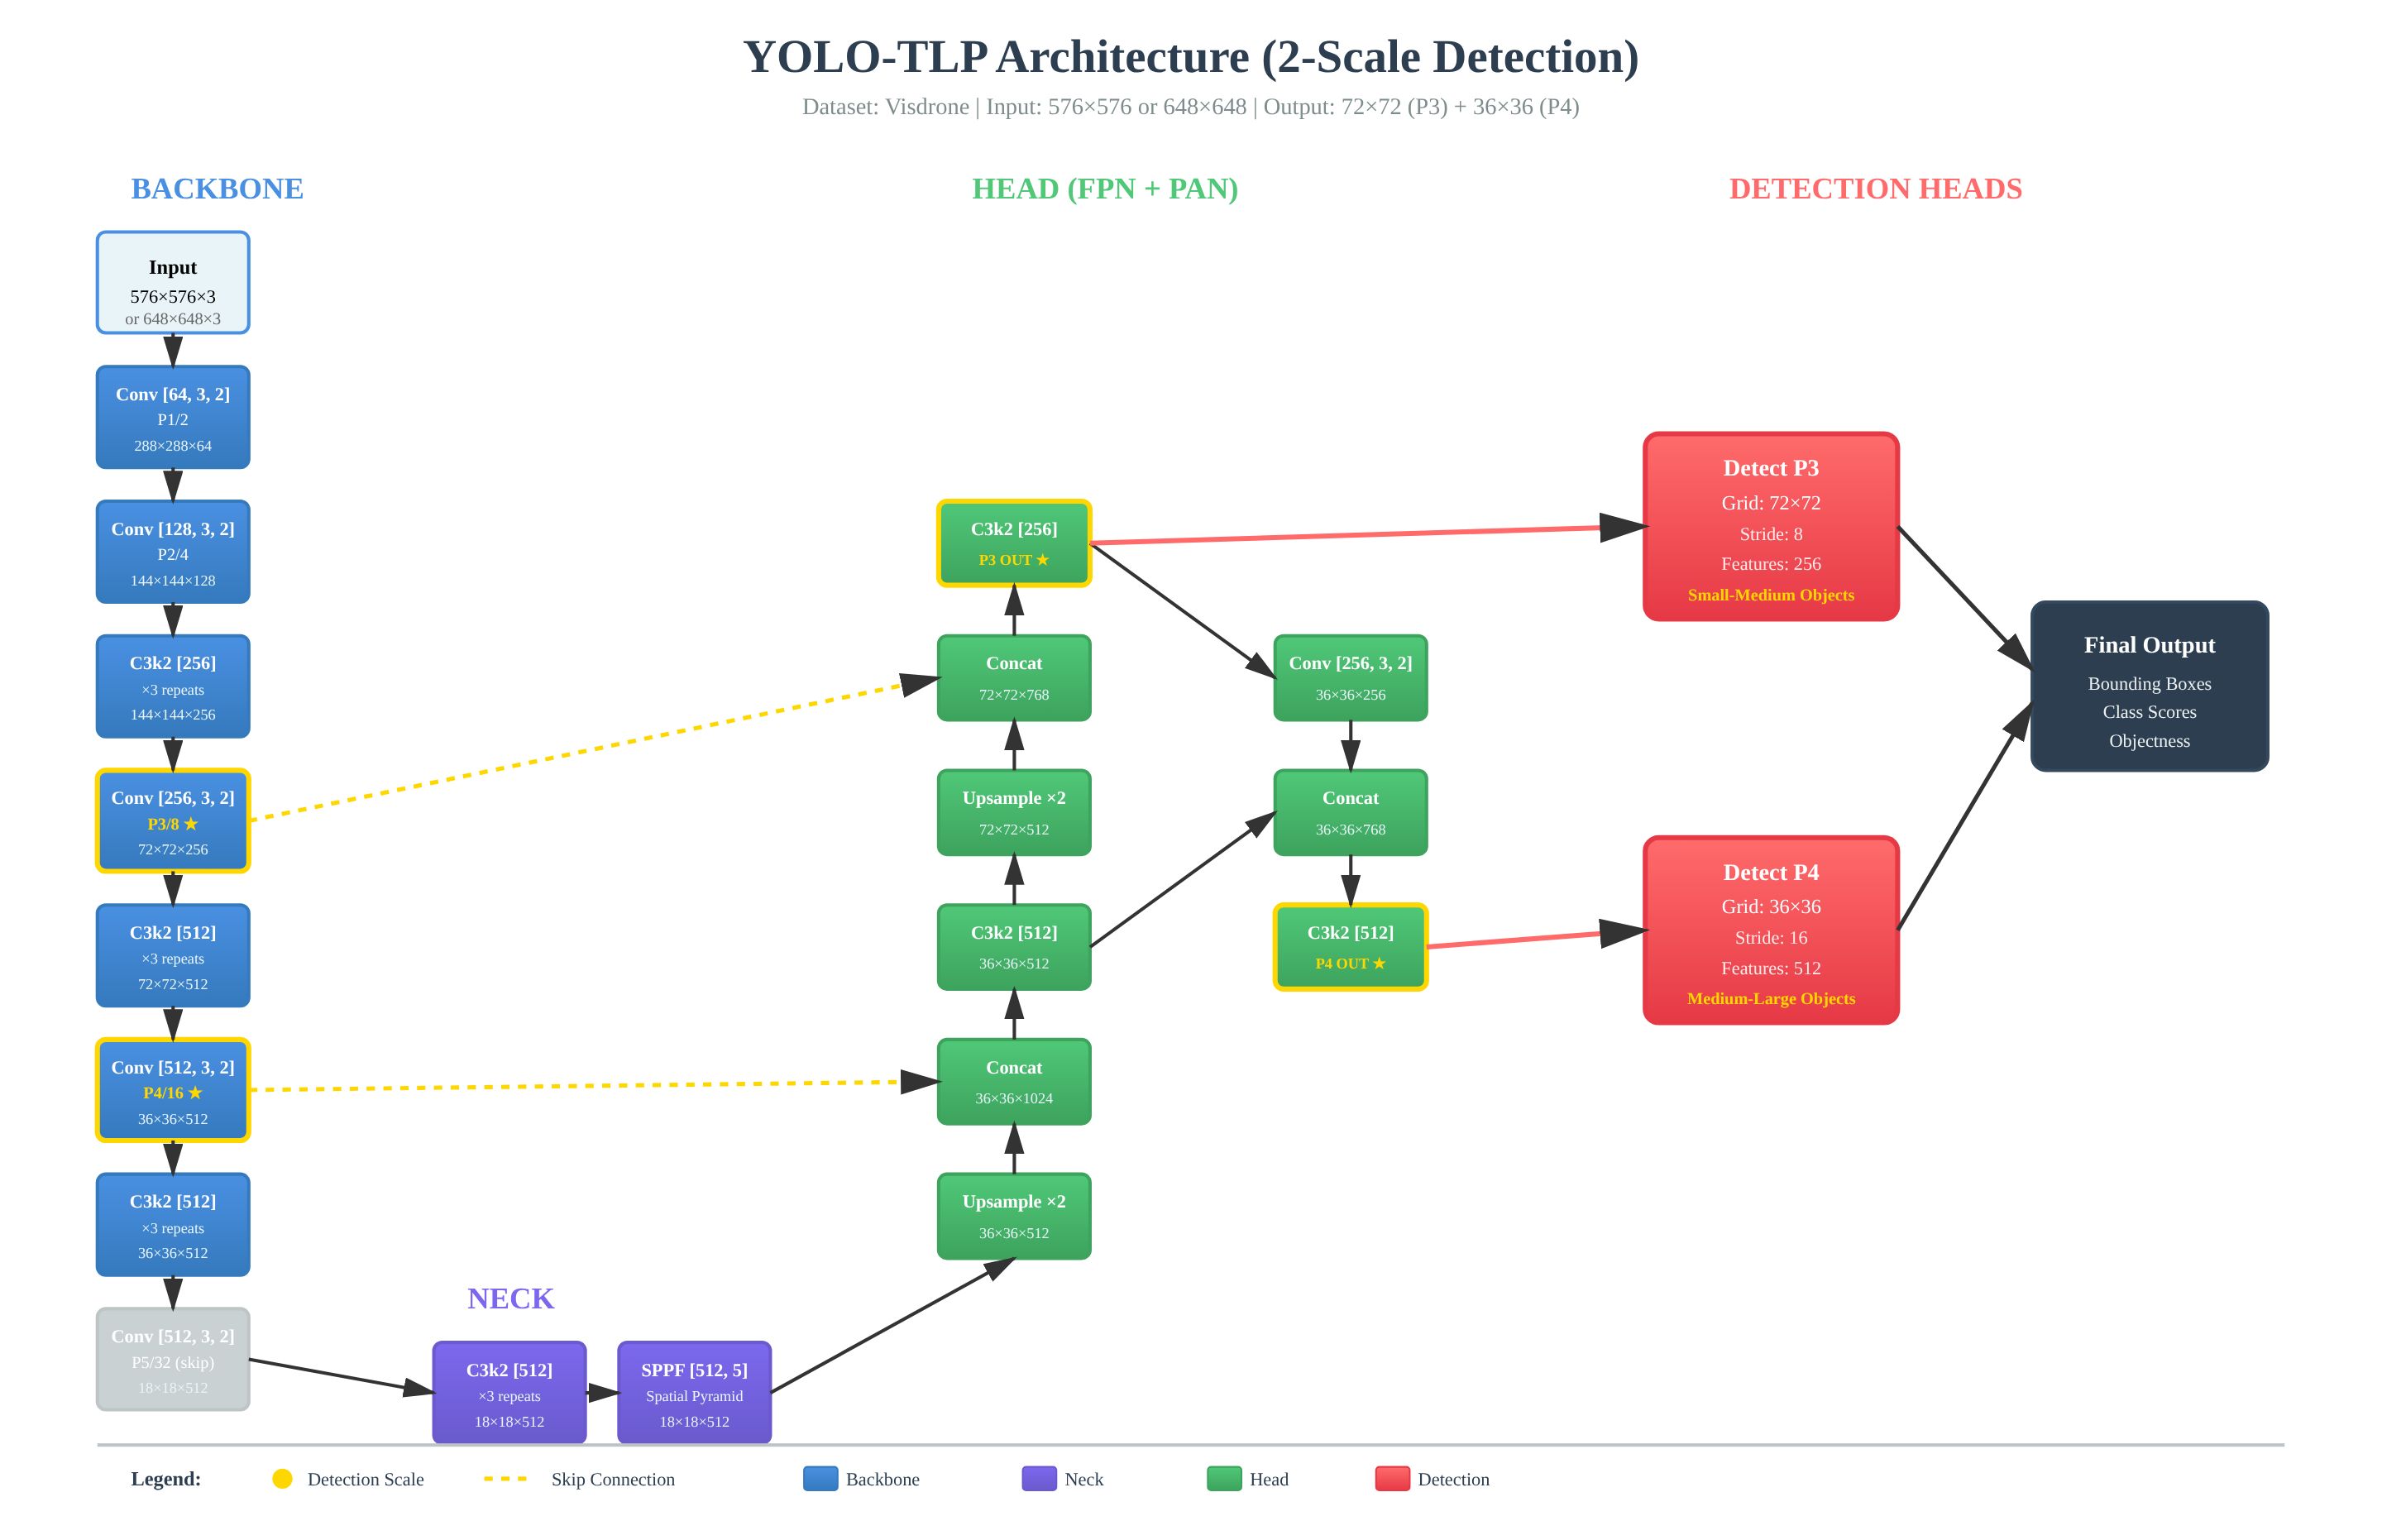 YOLO-TLP Architecture (2-Scale Detection)
Dataset: Visdrone | Input: 576×576 or 648×648 | Output: 72×72 (P3) + 36×36 (P4)
BACKBONE
Input
576×576×3
or 648×648×3
Conv [64, 3, 2]
P1/2
288×288×64
Conv [128, 3, 2]
P2/4
144×144×128
C3k2 [256]
×3 repeats
144×144×256
Conv [256, 3, 2]
P3/8 ★
72×72×256
C3k2 [512]
×3 repeats
72×72×512
Conv [512, 3, 2]
P4/16 ★
36×36×512
C3k2 [512]
×3 repeats
36×36×512
Conv [512, 3, 2]
P5/32 (skip)
18×18×512
NECK
C3k2 [512]
×3 repeats
18×18×512
SPPF [512, 5]
Spatial Pyramid
18×18×512
HEAD (FPN + PAN)
C3k2 [256]
P3 OUT ★
Concat
72×72×768
Upsample ×2
72×72×512
C3k2 [512]
36×36×512
Concat
36×36×1024
Upsample ×2
36×36×512
Conv [256, 3, 2]
36×36×256
Concat
36×36×768
C3k2 [512]
P4 OUT ★
DETECTION HEADS
Detect P3
Grid: 72×72
Stride: 8
Features: 256
Small-Medium Objects
Detect P4
Grid: 36×36
Stride: 16
Features: 512
Medium-Large Objects
Final Output
Bounding Boxes
Class Scores
Objectness
Legend:
Detection Scale
Skip Connection
Backbone
Neck
Head
Detection